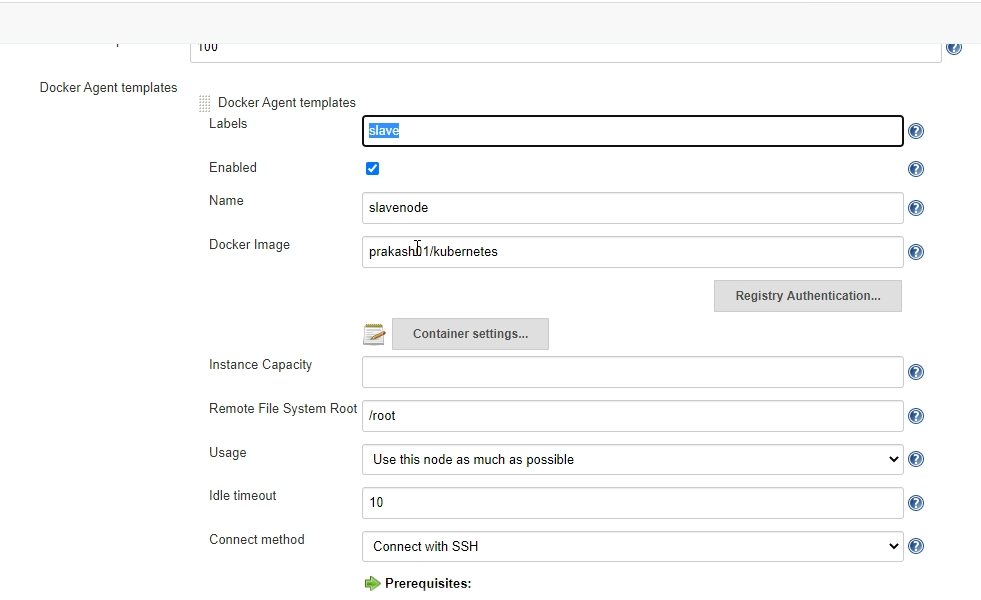 100
Docker Agent templates
Docker Agent templates
Labels
slave
Enabled
Name
slavenode
Docker Image
prakash01/kubernetes
Registry Authentication...
Container settings...
Instance Capacity
Remote File System Root
/root
Usage
Use this node as much as possible
Idle timeout
10
Connect method
Connect with SSH
Prerequisites: